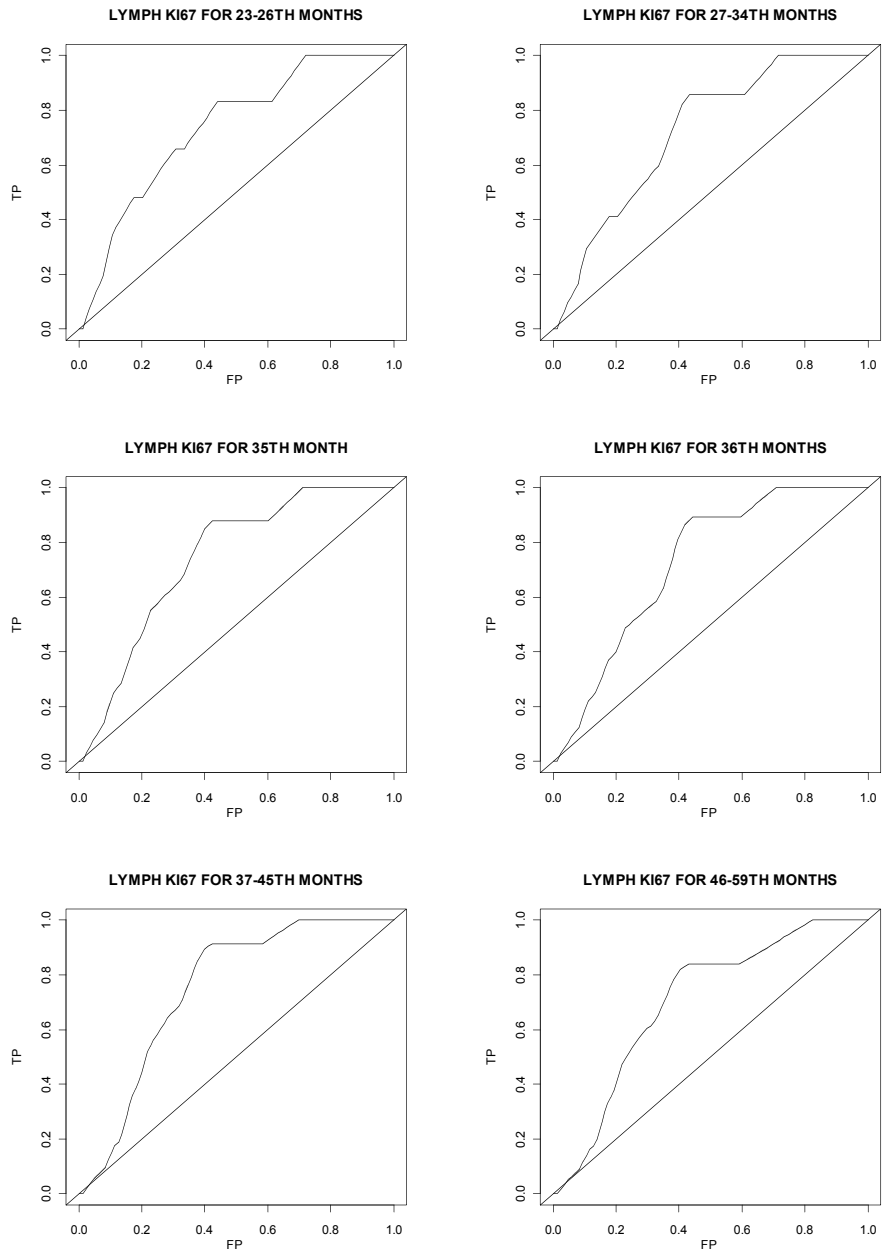 LYMPH KI67 FOR 23-26TH MONTHS
TP
1.0
0.8
0.6
0.4
0.2
0.0
0.0 0.2 0.4 0.6 0.8 1.0
FP
LYMPH KI67 FOR 27-34TH MONTHS
TP
1.0
0.8
0.6
0.4
0.2
0.0
0.0 0.2 0.4 0.6 0.8 1.0
FP
LYMPH KI67 FOR 35TH MONTH
TP
1.0
0.8
0.6
0.4
0.2
0.0
0.0 0.2 0.4 0.6 0.8 1.0
FP
LYMPH KI67 FOR 36TH MONTHS
TP
1.0
0.8
0.6
0.4
0.2
0.0
0.0 0.2 0.4 0.6 0.8 1.0
FP
LYMPH KI67 FOR 37-45TH MONTHS
TP
1.0
0.8
0.6
0.4
0.2
0.0
0.0 0.2 0.4 0.6 0.8 1.0
FP
LYMPH KI67 FOR 46-59TH MONTHS
TP
1.0
0.8
0.6
0.4
0.2
0.0
0.0 0.2 0.4 0.6 0.8 1.0
FP